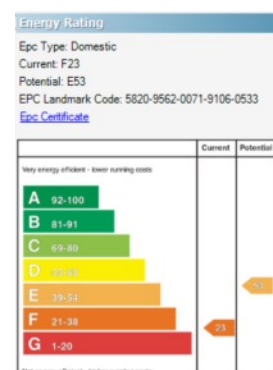 Energy Rating
Epc Type: Domestic
Current: F23
Potential: E53
EPC Landmark Code: 5820-9562-0071-9106-0533
Epc Certificate
Current Potential
Very energy efficient - lower running costs
A 92-100
B 81-91
C 69-80
D
E 39-54
F 21-38
G 1-20
53
23